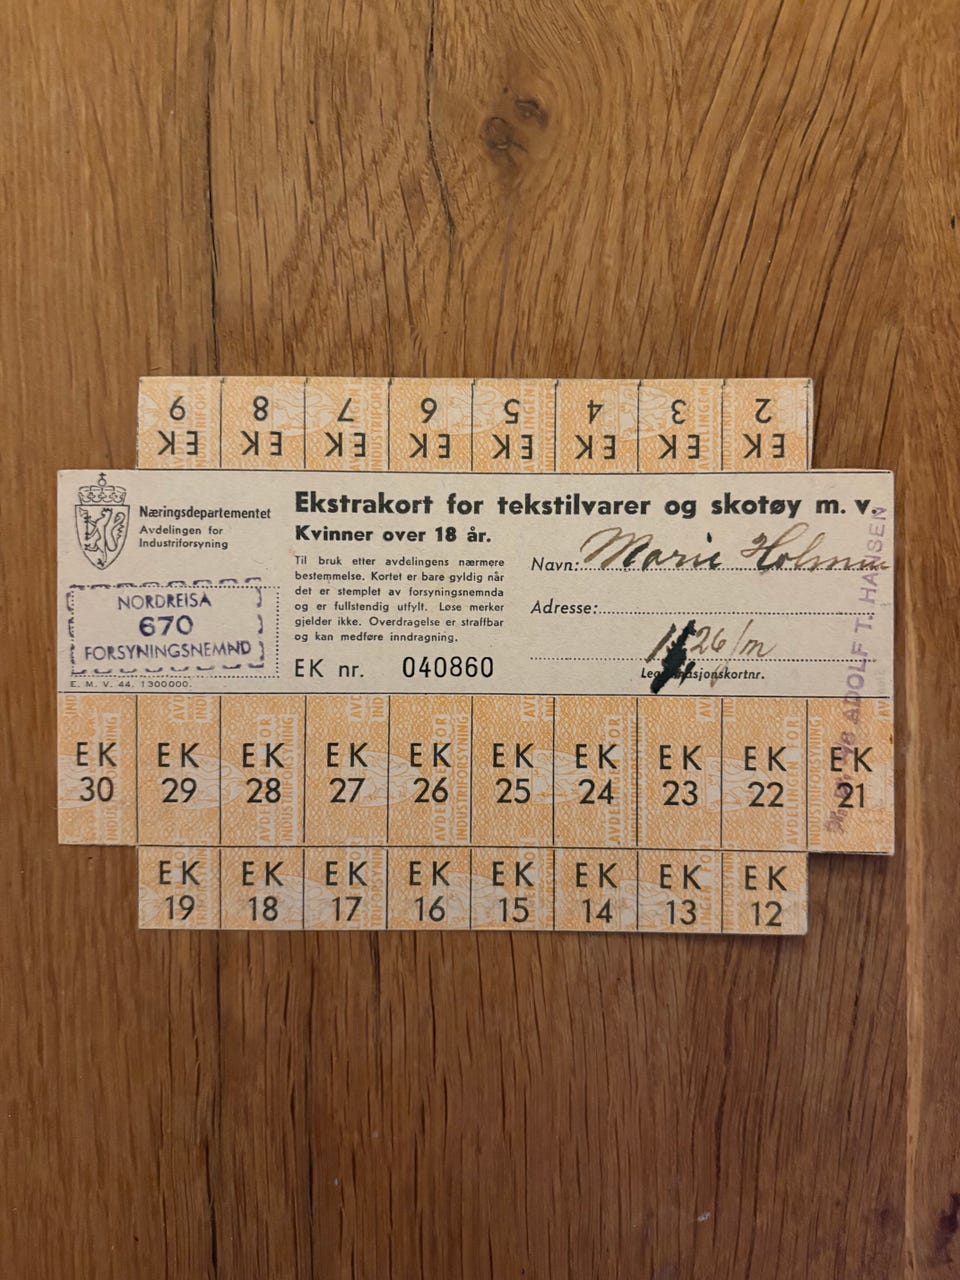 9 8 7 6 5 4 3 2
EK EK EK EK EK EK EK EK
Næringsdepartementet
Avdelingen for
Industriforsyning
NORDREISA
670
FORSYNINGSNEMND
E. M. V. 44. 1300000.
Ekstrakort for tekstilvarer og skotøy m. v.
Kvinner over 18 år.
Til bruk etter avdelingens nærmere
bestemmelse. Kortet er bare gyldig når
det er stemplet av forsyningsnemnda
og er fullstendig utfylt. Løse merker
gjelder ikke. Overdragelse er straffbar
og kan medføre inndragning.
EK nr. 040860
Navn: Marie
Adresse:
26/m
Legitimasjonskortnr.
ADOLF T. HANSEN
EK EK EK EK EK EK EK EK EK EK
30 29 28 27 26 25 24 23 22 21
EK EK EK EK EK EK EK EK
19 18 17 16 15 14 13 12
AVDELINGEN FOR
INDUSTRIFORSYNING